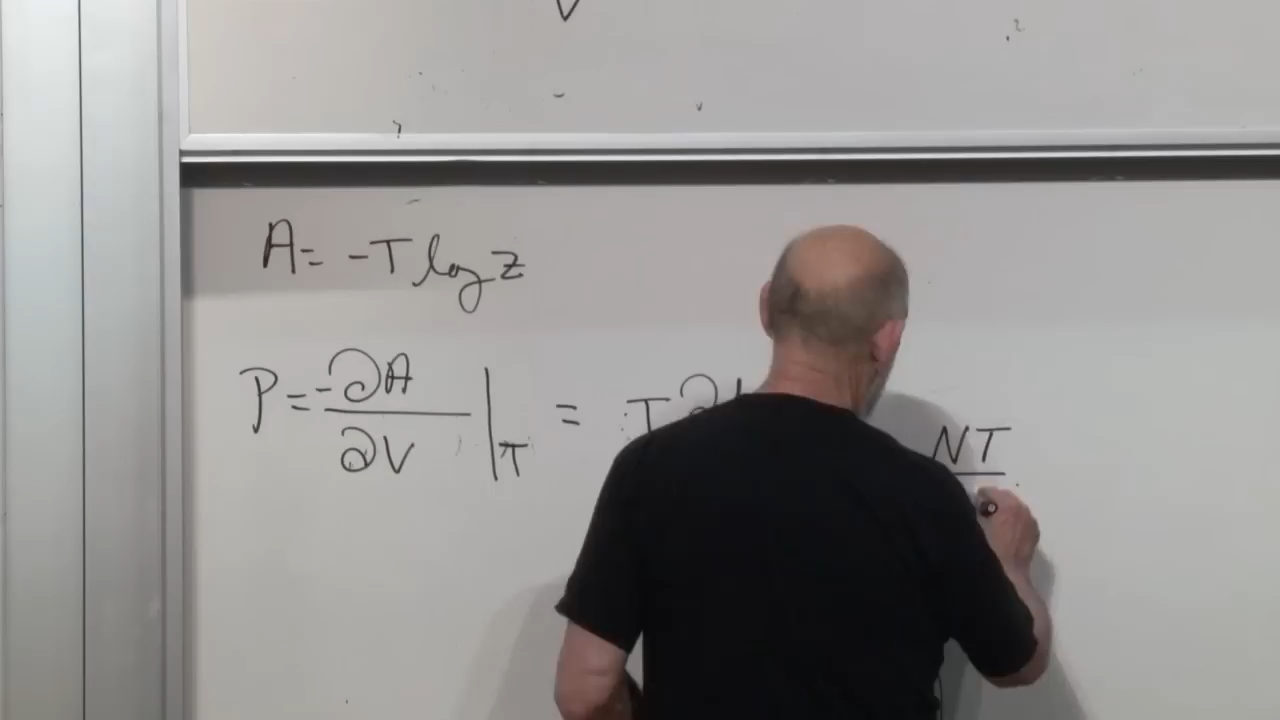 V
A = -T log Z
P = -∂A/∂V |T = T ∂ NT